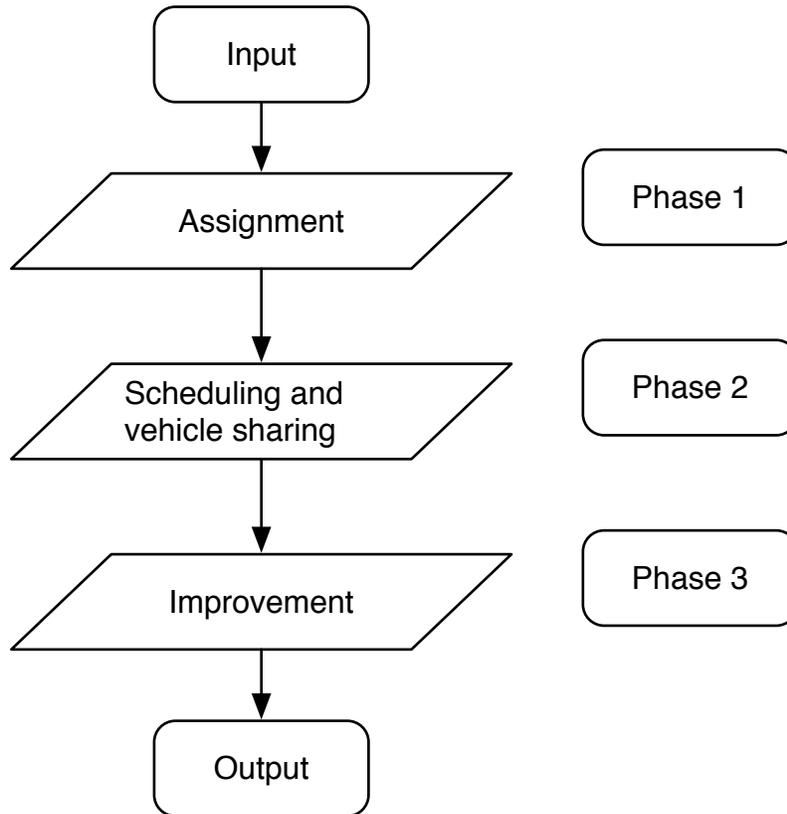 Input
Assignment
Phase 1
Scheduling and
vehicle sharing
Phase 2
Improvement
Phase 3
Output